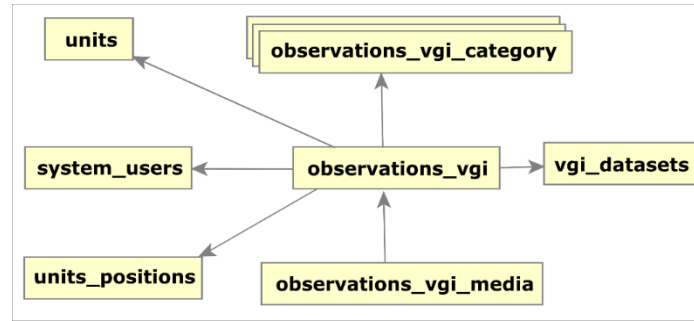 units
observations_vgi_category
system_users
observations_vgi
vgi_datasets
units_positions
observations_vgi_media